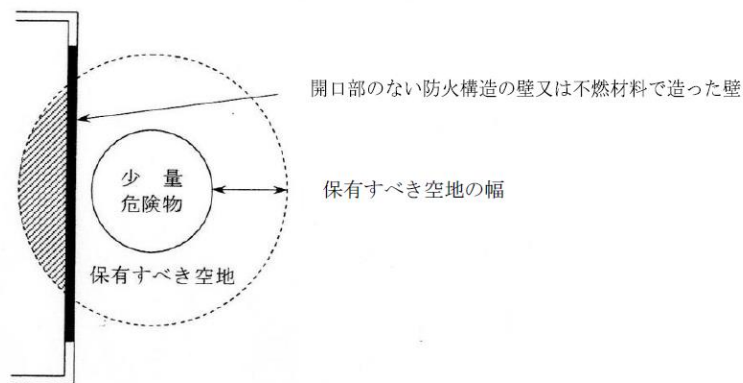 開口部のない防火構造の壁又は不燃材料で造った壁
少量
危険物
保有すべき空地の幅
保有すべき空地